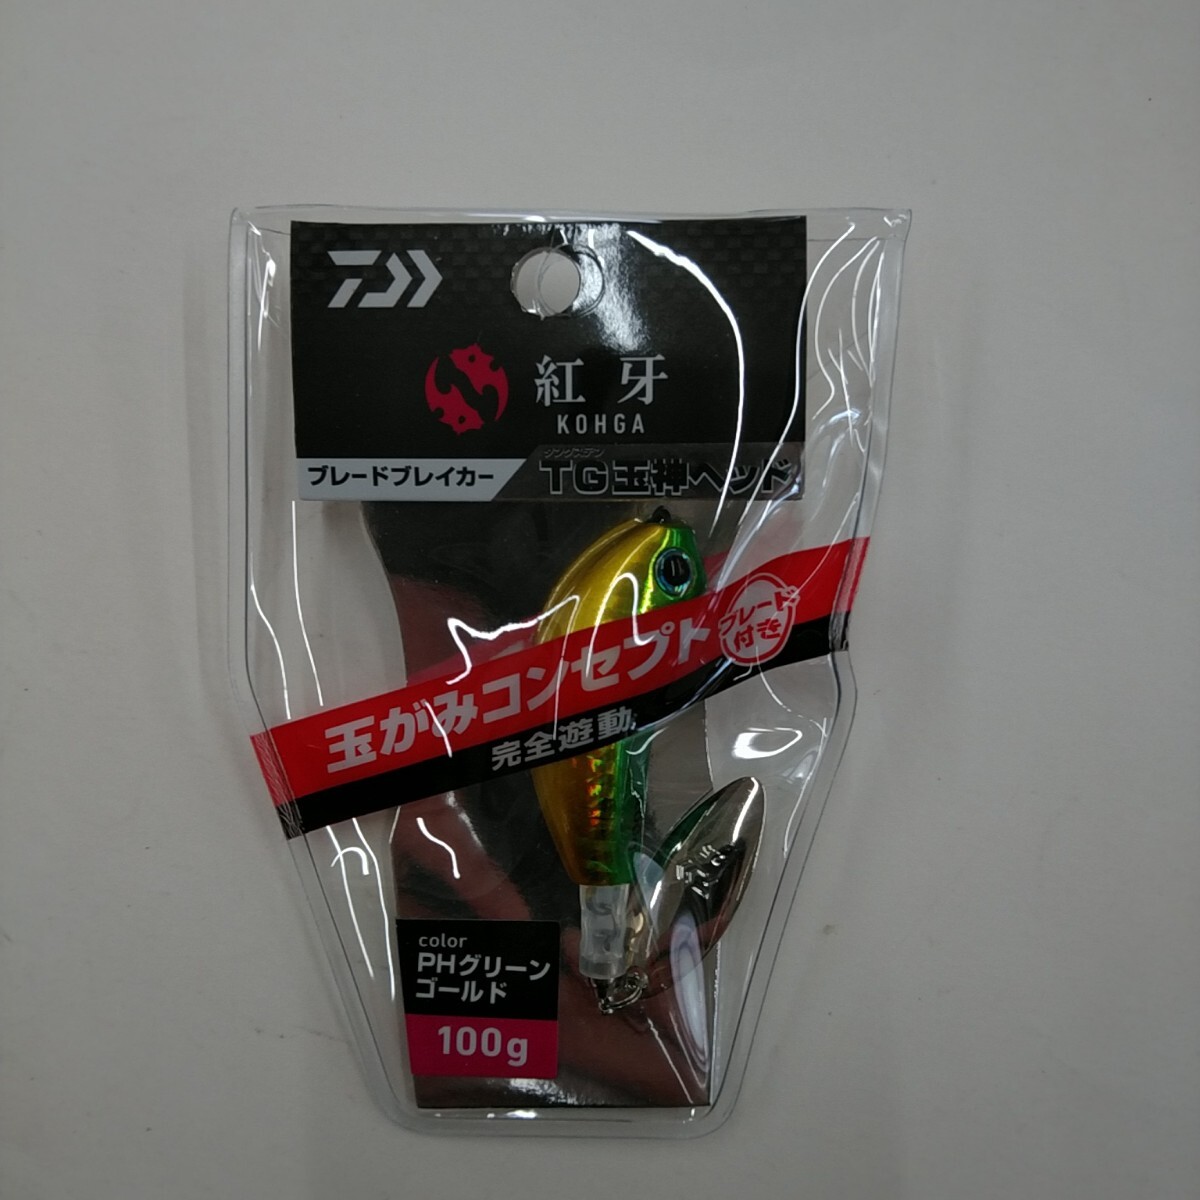 紅牙
KOHGA
ブレードブレイカー
タングステン
TG玉神ヘッド
ブレード
付き
玉がみコンセプト
完全遊動
color
PHグリーン
ゴールド
100g